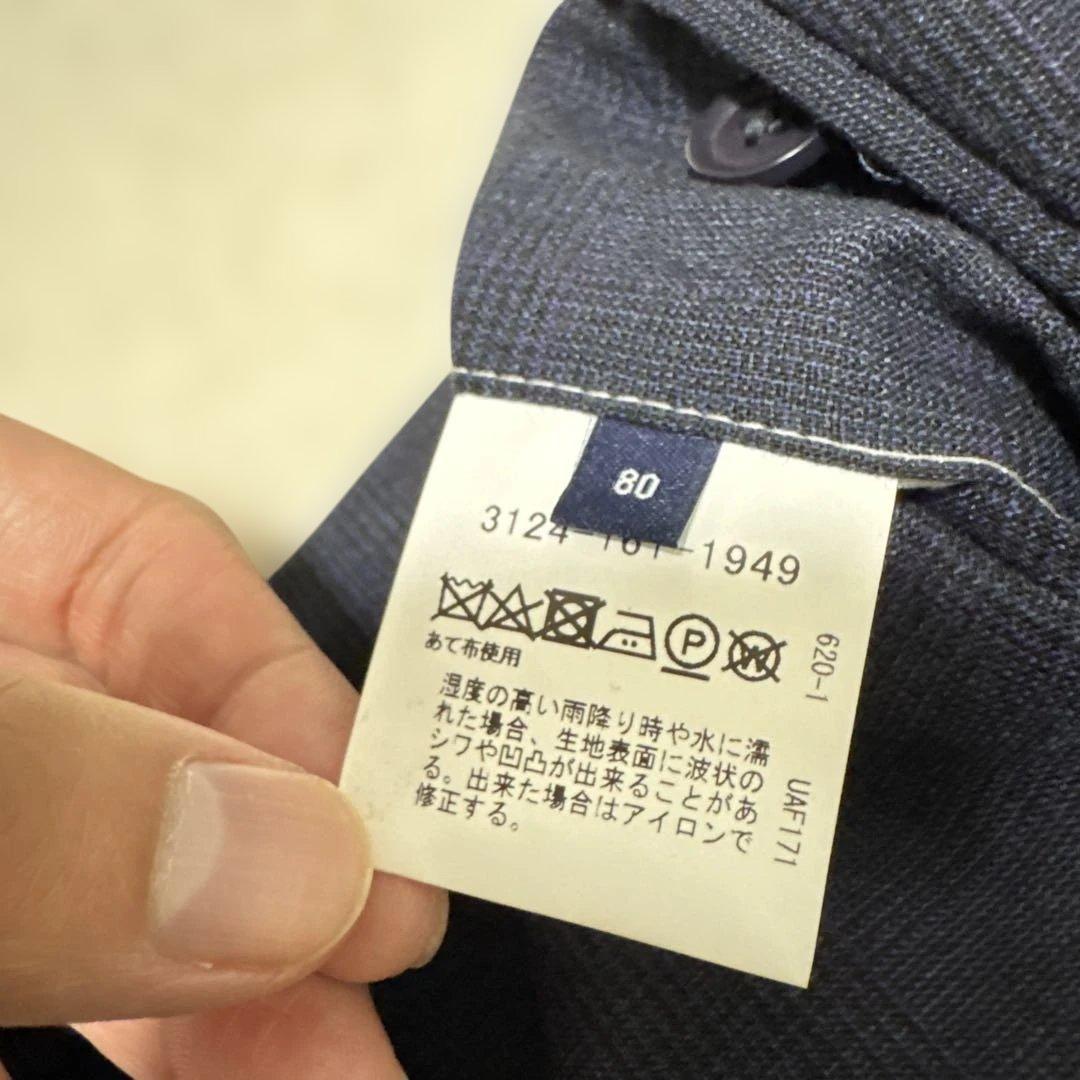 80
3124-161-1949
あて布使用
湿度の高い雨降り時や水に濡
れた場合、生地表面に波状の
シワや凹凸が出来ることがあ
る。出来た場合はアイロンで
修正する。
620-1
UAF171